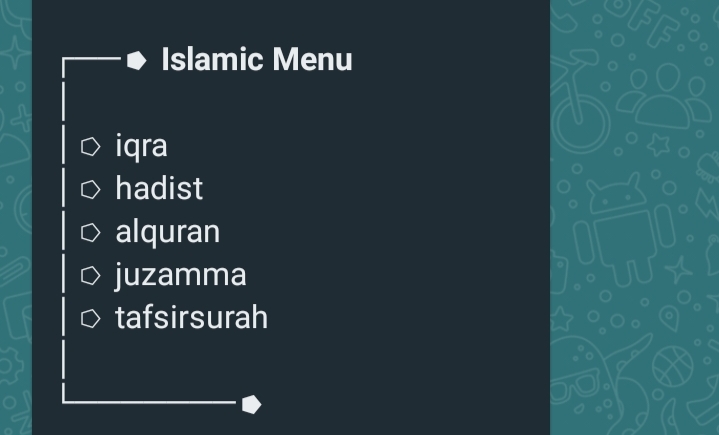 Islamic Menu
iqra
hadist
alquran
juzamma
tafsirsurah